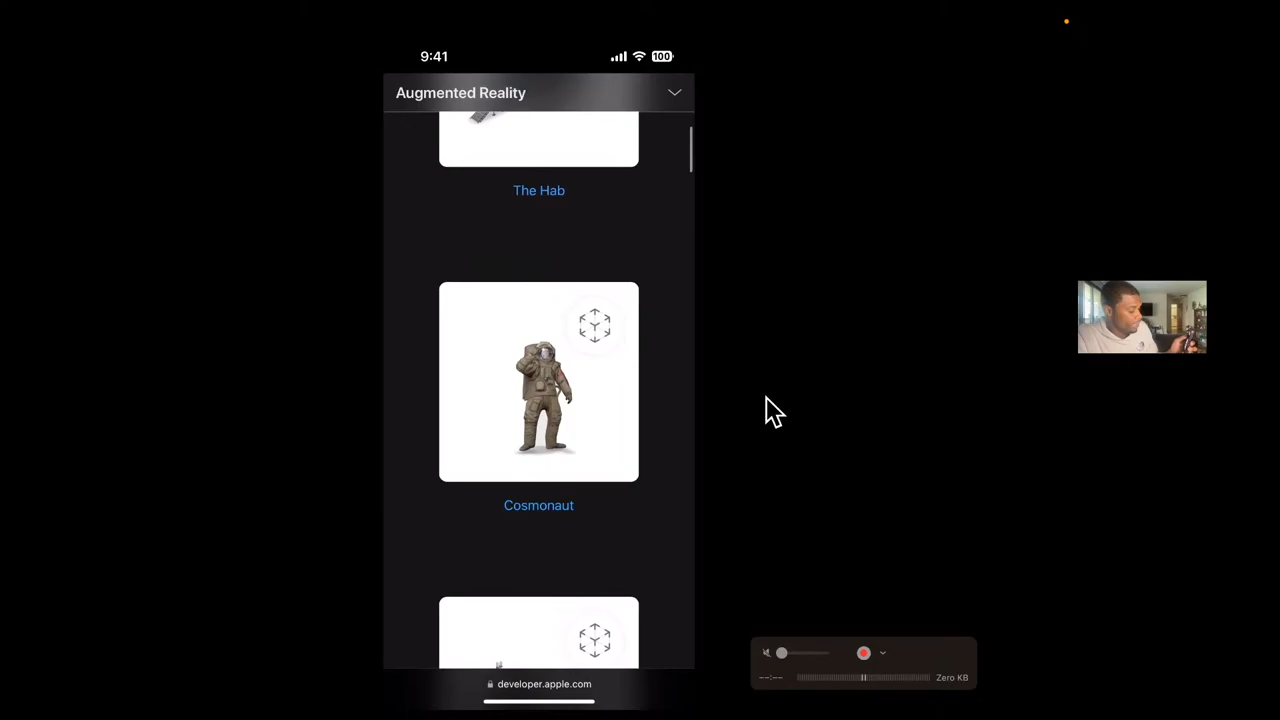 9:41
100
Augmented Reality
The Hab
Cosmonaut
developer.apple.com
--:--
Zero KB